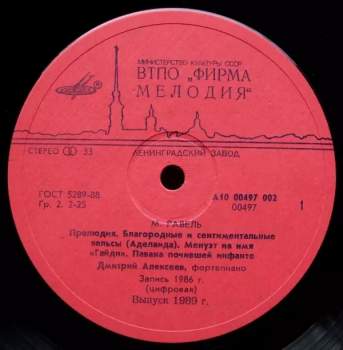 МИНИСТЕРСТВО КУЛЬТУРЫ СССР
ВТПО „ФИРМА
МЕЛОДИЯ“
СТЕРЕО 33
ЛЕНИНГРАДСКИЙ ЗАВОД
ГОСТ 5289-88
Гр. 2. 2-25
А10 00497 002
00497
1
М. РАВЕЛЬ
Прелюдия. Благородные и сентиментальные
вальсы (Аделаида). Менуэт на имя
«Гайдн». Павана почившей инфанте
Дмитрий Алексеев, фортепиано
Запись 1986 г.
(цифровая)
Выпуск 1989 г.